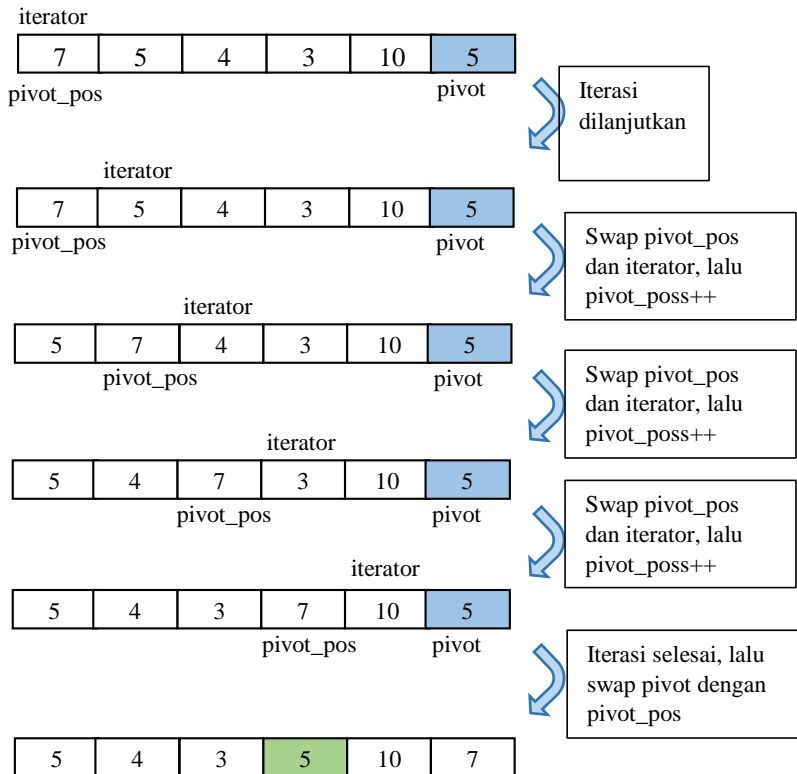 iterator
7 5 4 3 10 5
pivot_pos pivot
Iterasi
dilanjutkan
iterator
7 5 4 3 10 5
pivot_pos pivot
Swap pivot_pos
dan iterator, lalu
pivot_poss++
iterator
5 7 4 3 10 5
pivot_pos pivot
Swap pivot_pos
dan iterator, lalu
pivot_poss++
iterator
5 4 7 3 10 5
pivot_pos pivot
Swap pivot_pos
dan iterator, lalu
pivot_poss++
iterator
5 4 3 7 10 5
pivot_pos pivot
Iterasi selesai, lalu
swap pivot dengan
pivot_pos
5 4 3 5 10 7